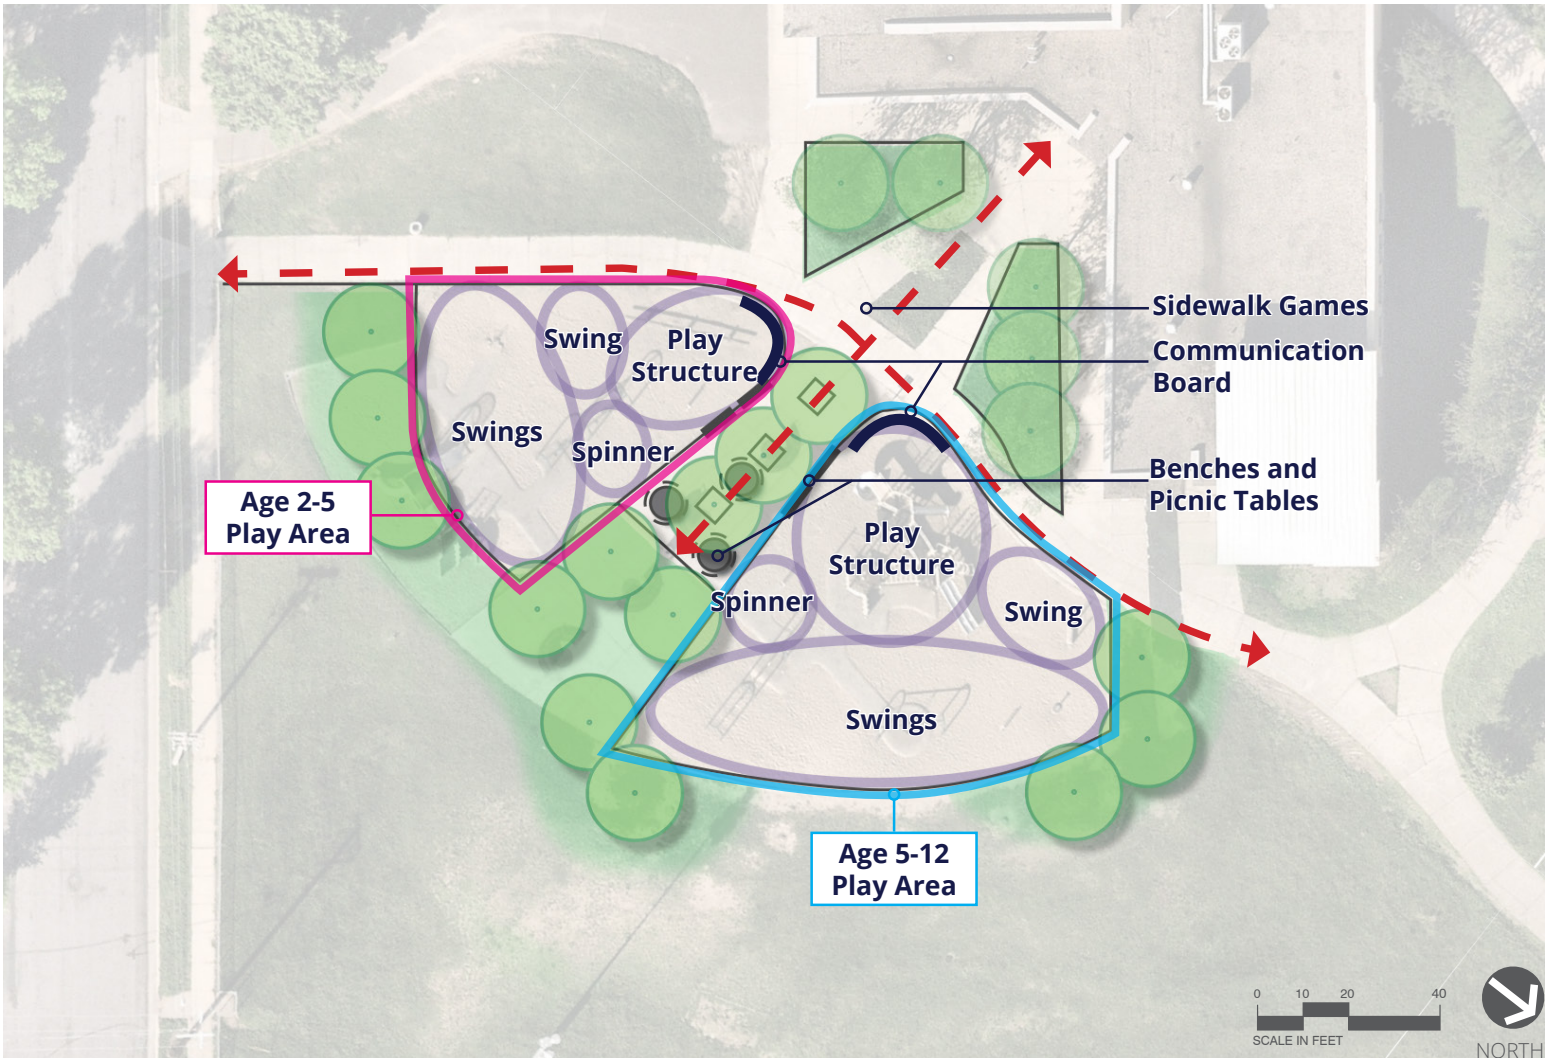 Sidewalk Games
Communication
Board
Swing
Play
Structure
Swings
Spinner
Benches and
Picnic Tables
Age 2-5
Play Area
Play
Structure
Spinner
Swing
Swings
Age 5-12
Play Area
0 10 20 40
SCALE IN FEET
NORTH